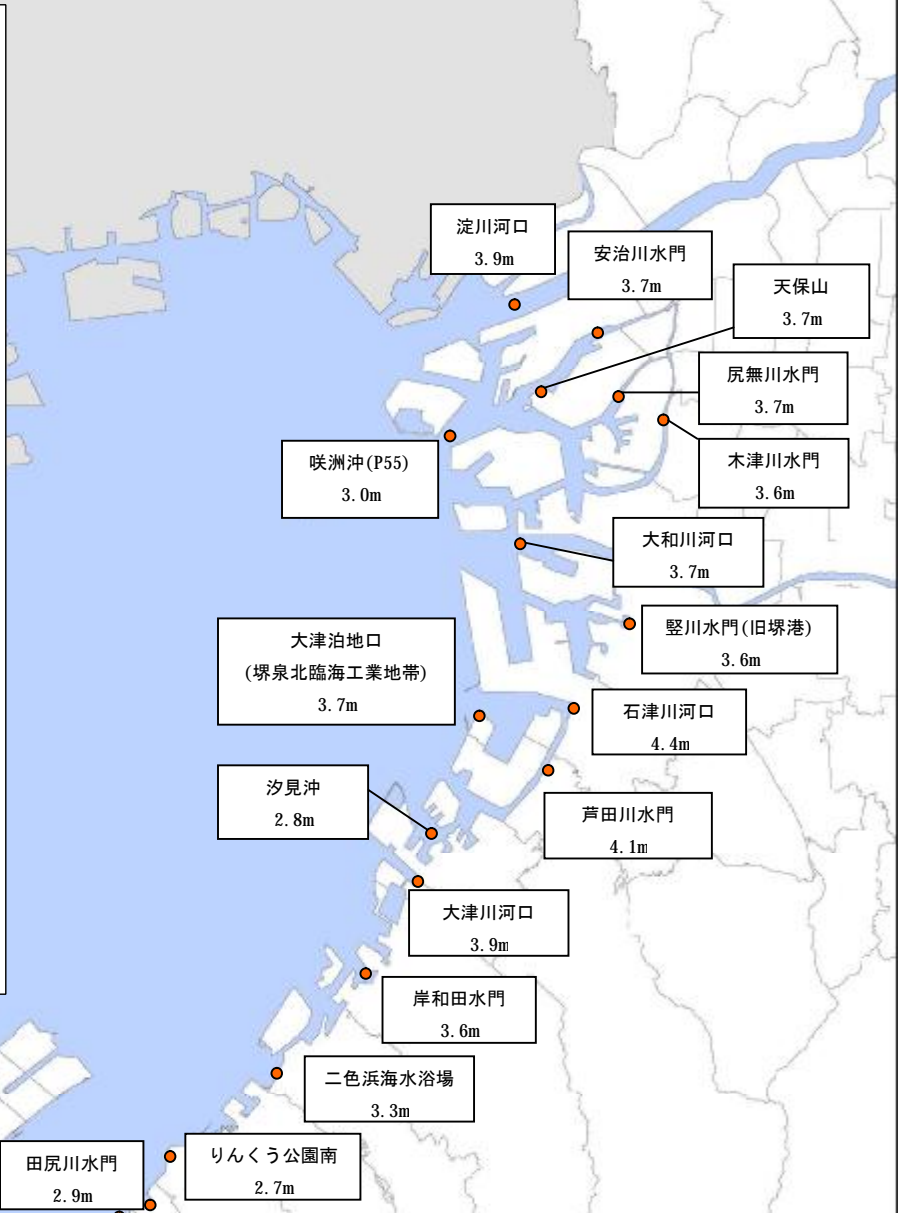 淀川河口
3.9m
安治川水門
3.7m
天保山
3.7m
尻無川水門
3.7m
木津川水門
3.6m
咲洲沖(P55)
3.0m
大和川河口
3.7m
竪川水門(旧堺港)
3.6m
大津泊地口
(堺泉北臨海工業地帯)
3.7m
石津川河口
4.4m
汐見沖
2.8m
芦田川水門
4.1m
大津川河口
3.9m
岸和田水門
3.6m
二色浜海水浴場
3.3m
りんくう公園南
2.7m
田尻川水門
2.9m